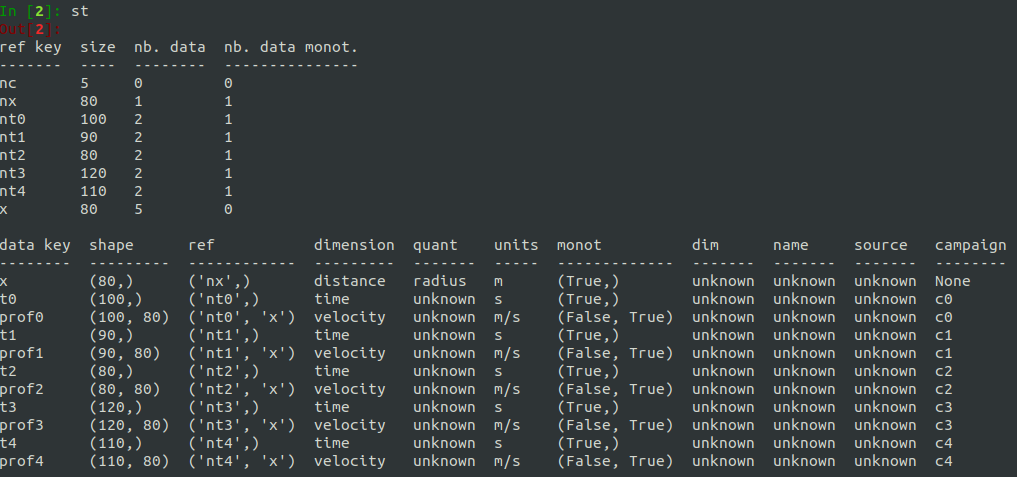 In [2]: st
Out[2]:
ref key  size  nb. data  nb. data monot.
-------  ----  --------  ---------------
nc       5     0         0
nx       80    1         1
nt0      100   2         1
nt1      90    2         1
nt2      80    2         1
nt3      120   2         1
nt4      110   2         1
x        80    5         0

data key  shape      ref           dimension  quant    units  monot          dim      name     source   campaign
--------  ---------  ------------  ---------  -------  -----  -------------  -------  -------  -------  --------
x         (80,)      ('nx',)       distance   radius   m      (True,)        unknown  unknown  unknown  None
t0        (100,)     ('nt0',)      time       unknown  s      (True,)        unknown  unknown  unknown  c0
prof0     (100, 80)  ('nt0', 'x')  velocity   unknown  m/s    (False, True)  unknown  unknown  unknown  c0
t1        (90,)      ('nt1',)      time       unknown  s      (True,)        unknown  unknown  unknown  c1
prof1     (90, 80)   ('nt1', 'x')  velocity   unknown  m/s    (False, True)  unknown  unknown  unknown  c1
t2        (80,)      ('nt2',)      time       unknown  s      (True,)        unknown  unknown  unknown  c2
prof2     (80, 80)   ('nt2', 'x')  velocity   unknown  m/s    (False, True)  unknown  unknown  unknown  c2
t3        (120,)     ('nt3',)      time       unknown  s      (True,)        unknown  unknown  unknown  c3
prof3     (120, 80)  ('nt3', 'x')  velocity   unknown  m/s    (False, True)  unknown  unknown  unknown  c3
t4        (110,)     ('nt4',)      time       unknown  s      (True,)        unknown  unknown  unknown  c4
prof4     (110, 80)  ('nt4', 'x')  velocity   unknown  m/s    (False, True)  unknown  unknown  unknown  c4